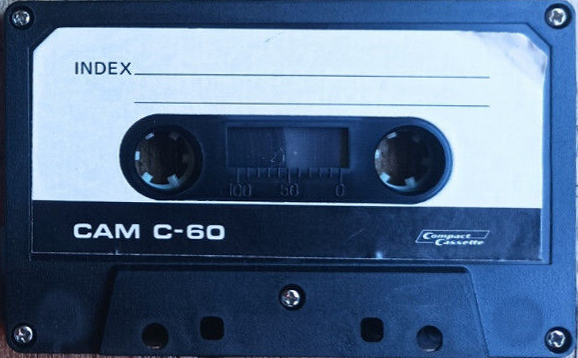 INDEX
100 50 0
CAM C-60
Compact
Cassette